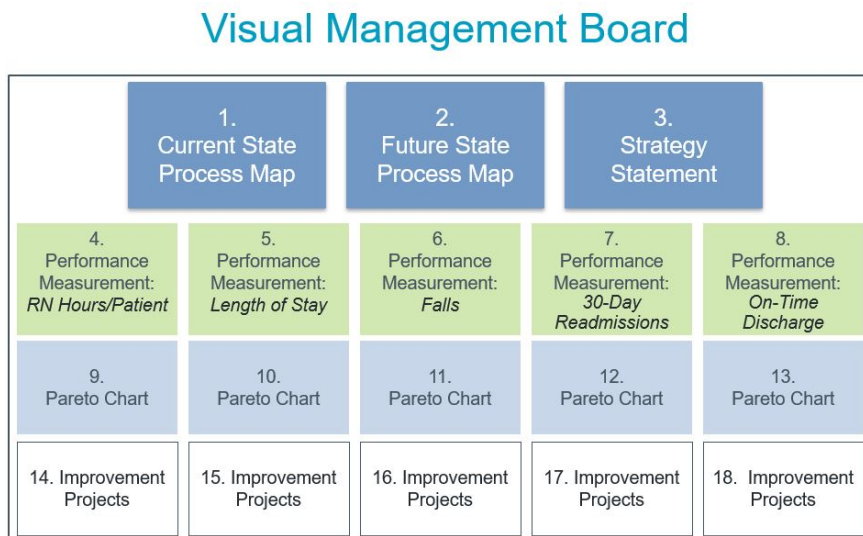 Visual Management Board
1.
Current State
Process Map
2.
Future State
Process Map
3.
Strategy
Statement
4.
Performance
Measurement:
RN Hours/Patient
5.
Performance
Measurement:
Length of Stay
6.
Performance
Measurement:
Falls
7.
Performance
Measurement:
30-Day
Readmissions
8.
Performance
Measurement:
On-Time
Discharge
9.
Pareto Chart
10.
Pareto Chart
11.
Pareto Chart
12.
Pareto Chart
13.
Pareto Chart
14. Improvement
Projects
15. Improvement
Projects
16. Improvement
Projects
17. Improvement
Projects
18. Improvement
Projects